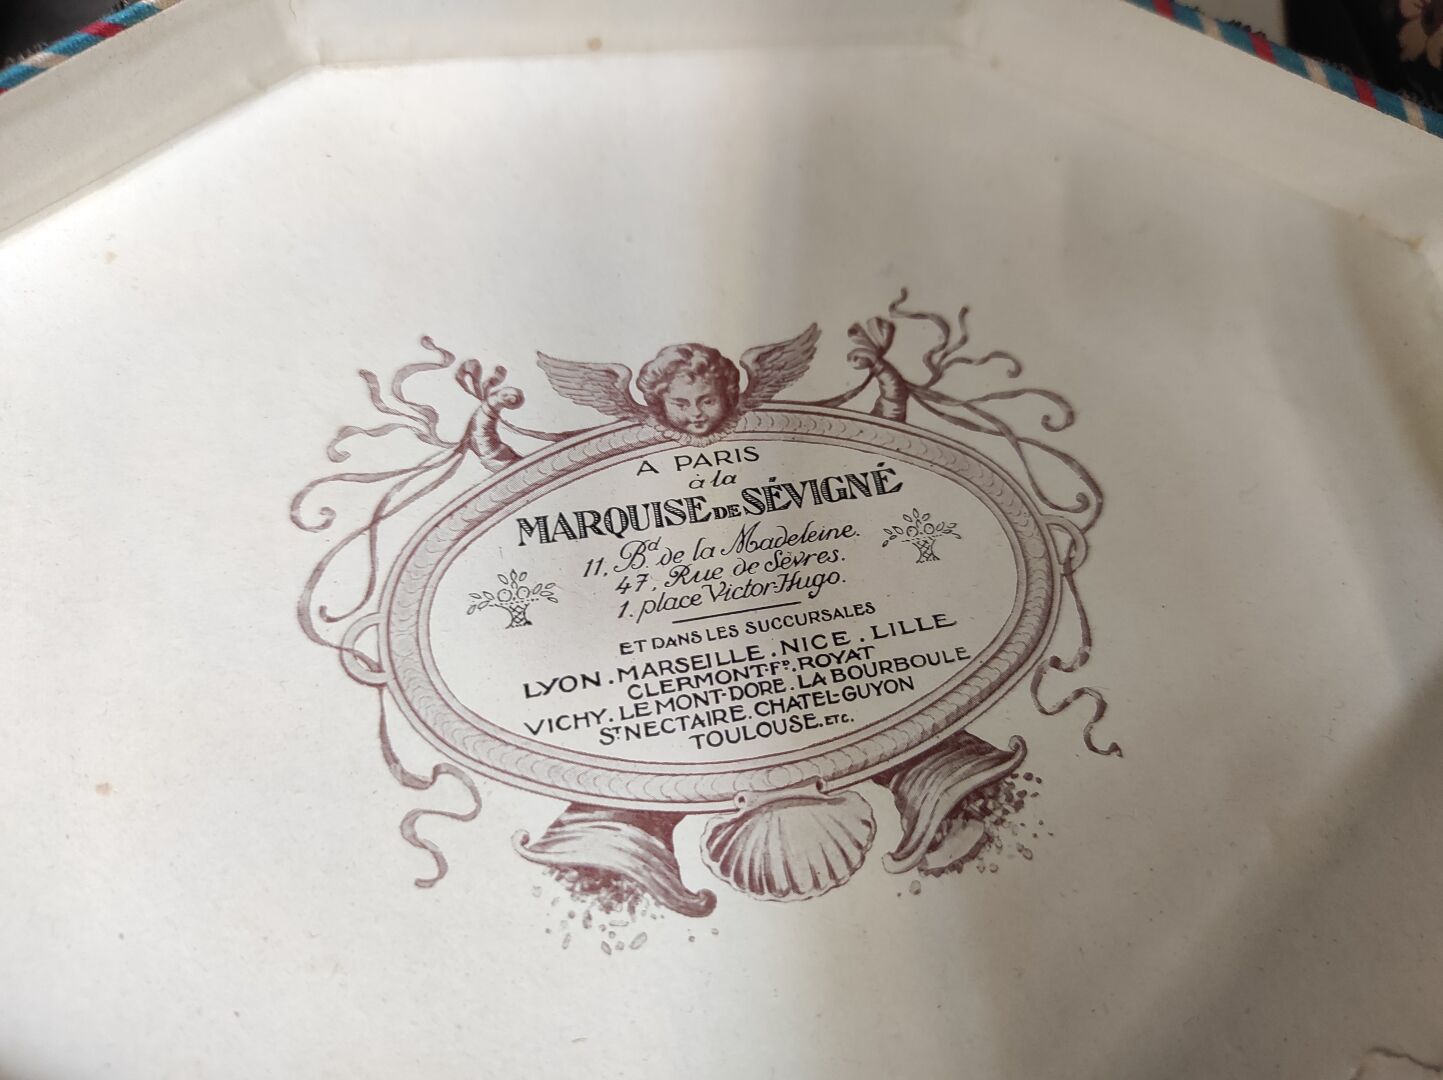 A PARIS
à la
MARQUISE DE SÉVIGNÉ
11, Bd de la Madeleine.
47, Rue de Sèvres.
1. place Victor-Hugo.
ET DANS LES SUCCURSALES
LYON . MARSEILLE . NICE . LILLE
CLERMONT-FD . ROYAT
VICHY . LE MONT-DORE . LA BOURBOULE
ST NECTAIRE . CHATEL-GUYON
TOULOUSE . ETC.